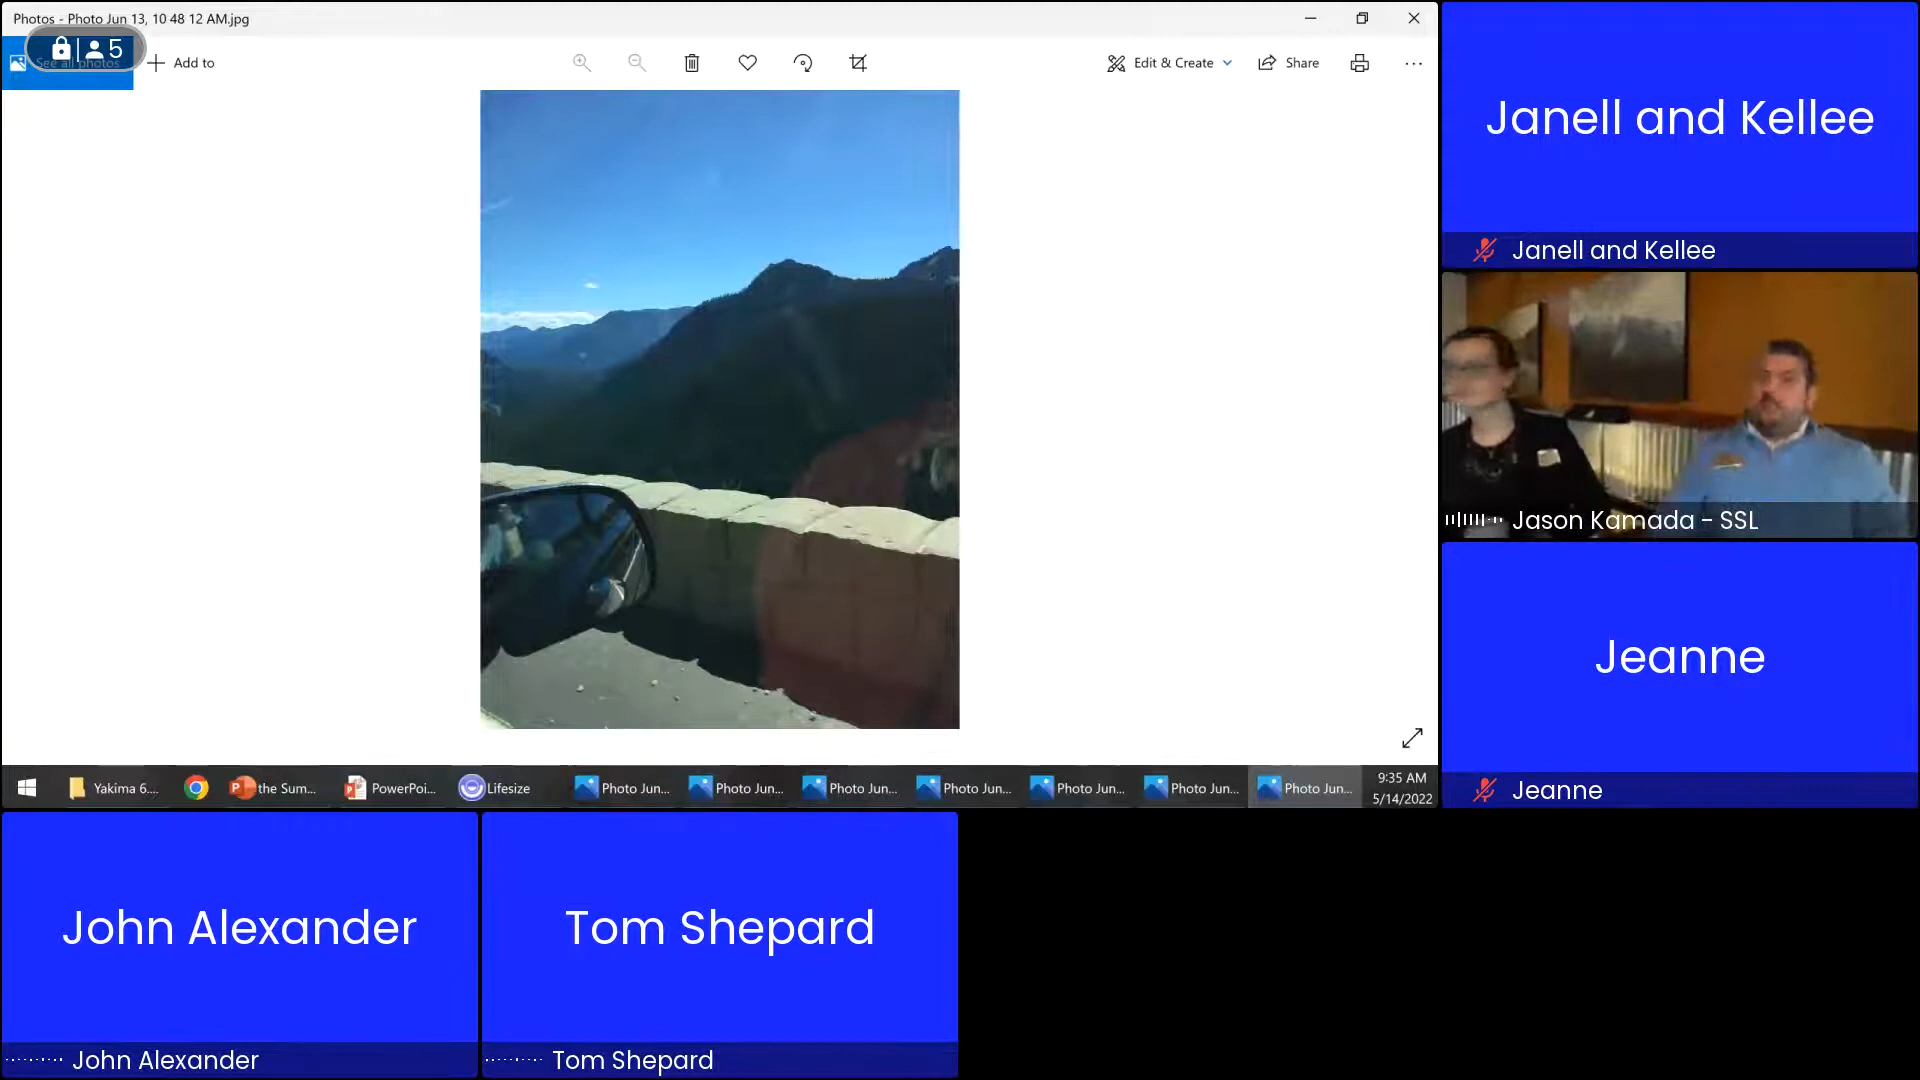 Photos - Photo Jun 13, 10 48 12 AM.jpg
5
See all photos
Add to
Edit & Create
Share
Janell and Kellee
Janell and Kellee
Jason Kamada - SSL
Jeanne
Jeanne
Yakima 6....
the Sum...
PowerPoi...
Lifesize
Photo Jun...
Photo Jun...
Photo Jun...
Photo Jun...
Photo Jun...
Photo Jun...
Photo Jun...
9:35 AM
5/14/2022
John Alexander
Tom Shepard
John Alexander
Tom Shepard